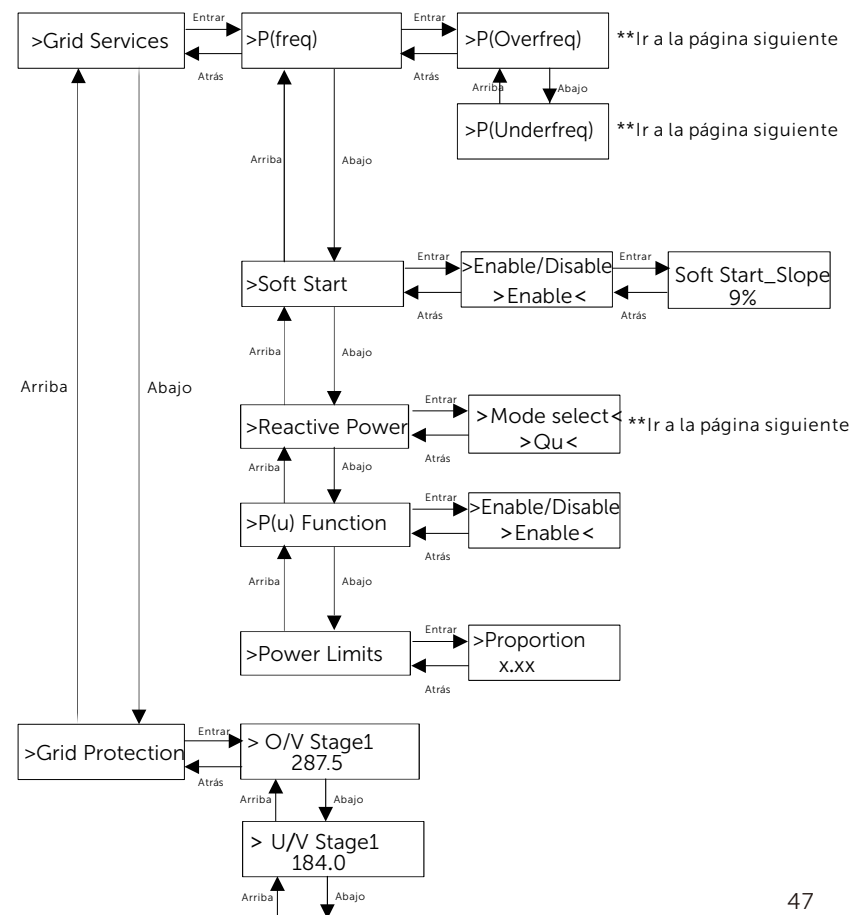 Entrar
Entrar
>Grid Services
>P(freq)
>P(Overfreq)
**Ir a la página siguiente
Atrás
Atrás
Arriba
Abajo
>P(Underfreq)
**Ir a la página siguiente
Arriba
Abajo
Entrar
Entrar
>Soft Start
>Enable/Disable
>Enable<
Soft Start_Slope
9%
Atrás
Atrás
Arriba
Abajo
Arriba
Abajo
Entrar
>Reactive Power
>Mode select<
>Qu<
**Ir a la página siguiente
Atrás
Arriba
Abajo
Entrar
>P(u) Function
>Enable/Disable
>Enable<
Atrás
Arriba
Abajo
Entrar
>Power Limits
>Proportion
x.xx
Atrás
Entrar
>Grid Protection
> O/V Stage1
287.5
Atrás
Arriba
Abajo
> U/V Stage1
184.0
Arriba
Abajo
47